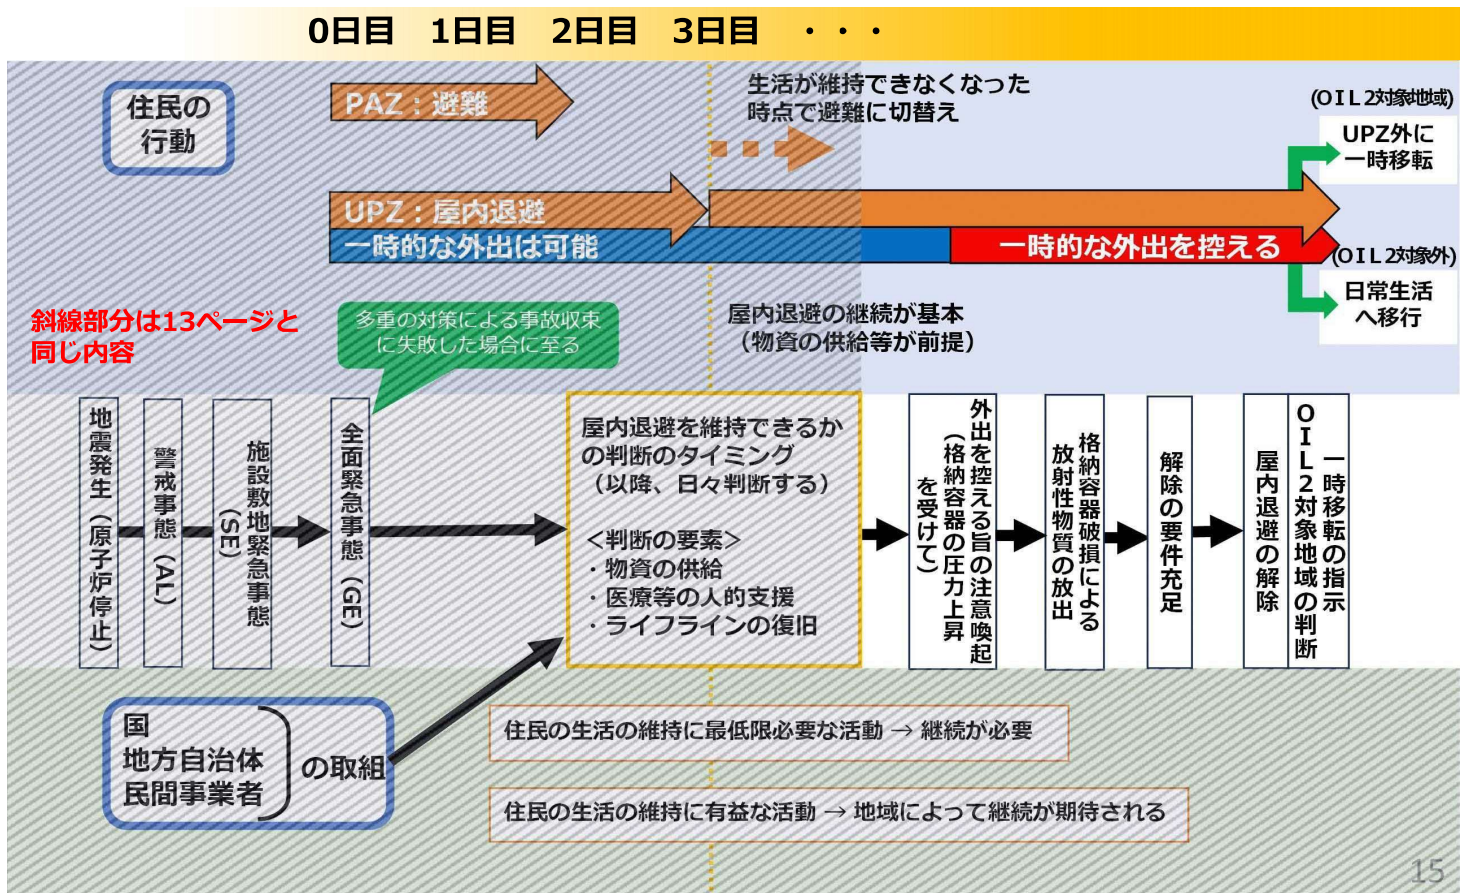 0日目 1日目 2日目 3日目 ・・・
住民の
行動
PAZ：避難
生活が維持できなくなった
時点で避難に切替え
(OIL2対象地域)
UPZ外に
一時移転
UPZ：屋内退避
一時的な外出は可能
一時的な外出を控える
(OIL2対象外)
日常生活
へ移行
斜線部分は13ページと
同じ内容
多重の対策による事故収束
に失敗した場合に至る
屋内退避の継続が基本
（物資の供給等が前提）
地震発生（原子炉停止）
警戒事態（AL）
施設敷地緊急事態
（SE）
全面緊急事態（GE）
屋内退避を維持できるか
の判断のタイミング
（以降、日々判断する）
＜判断の要素＞
・物資の供給
・医療等の人的支援
・ライフラインの復旧
外出を控える旨の注意喚起
（格納容器の圧力上昇
を受けて）
格納容器破損による
放射性物質の放出
解除の要件充足
屋内退避の解除
一時移転の指示
OIL2対象地域の判断
国
地方自治体
民間事業者
の取組
住民の生活の維持に最低限必要な活動 → 継続が必要
住民の生活の維持に有益な活動 → 地域によって継続が期待される
15